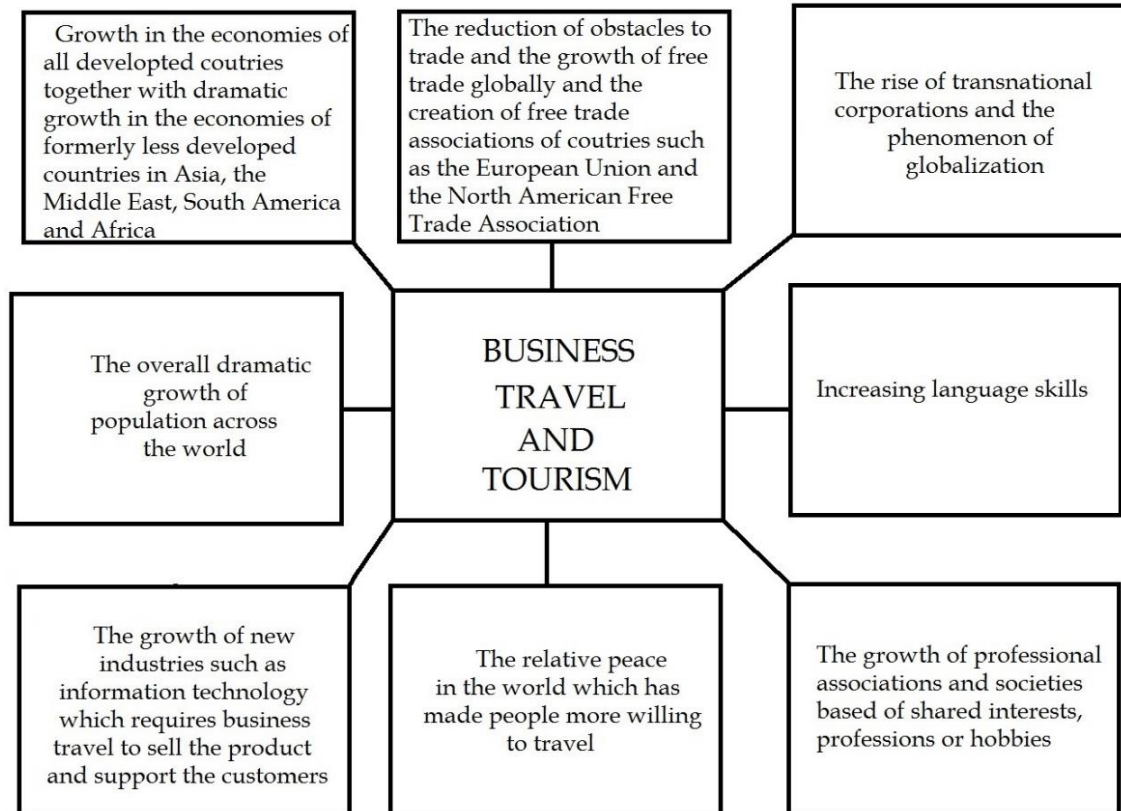 Growth in the economies of
all developted coutries
together with dramatic
growth in the economies of
formerly less developed
countries in Asia, the
Middle East, South America
and Africa
The reduction of obstacles to
trade and the growth of free
trade globally and the
creation of free trade
associations of coutries such
as the European Union and
the North American Free
Trade Association
The rise of transnational
corporations and the
phenomenon of
globalization
The overall dramatic
growth of
population across
the world
BUSINESS
TRAVEL
AND
TOURISM
Increasing language skills
The growth of new
industries such as
information technology
which requires business
travel to sell the product
and support the customers
The relative peace
in the world which has
made people more willing
to travel
The growth of professional
associations and societies
based of shared interests,
professions or hobbies